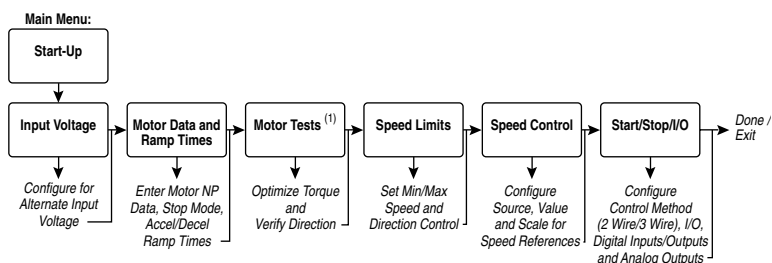 Main Menu:
Start-Up
Input Voltage
Motor Data and
Ramp Times
Motor Tests (1)
Speed Limits
Speed Control
Start/Stop/I/O
Done /
Exit
Configure for
Alternate Input
Voltage
Enter Motor NP
Data, Stop Mode,
Accel/Decel
Ramp Times
Optimize Torque
and
Verify Direction
Set Min/Max
Speed and
Direction Control
Configure
Source, Value
and Scale for
Speed References
Configure
Control Method
(2 Wire/3 Wire), I/O,
Digital Inputs/Outputs
and Analog Outputs